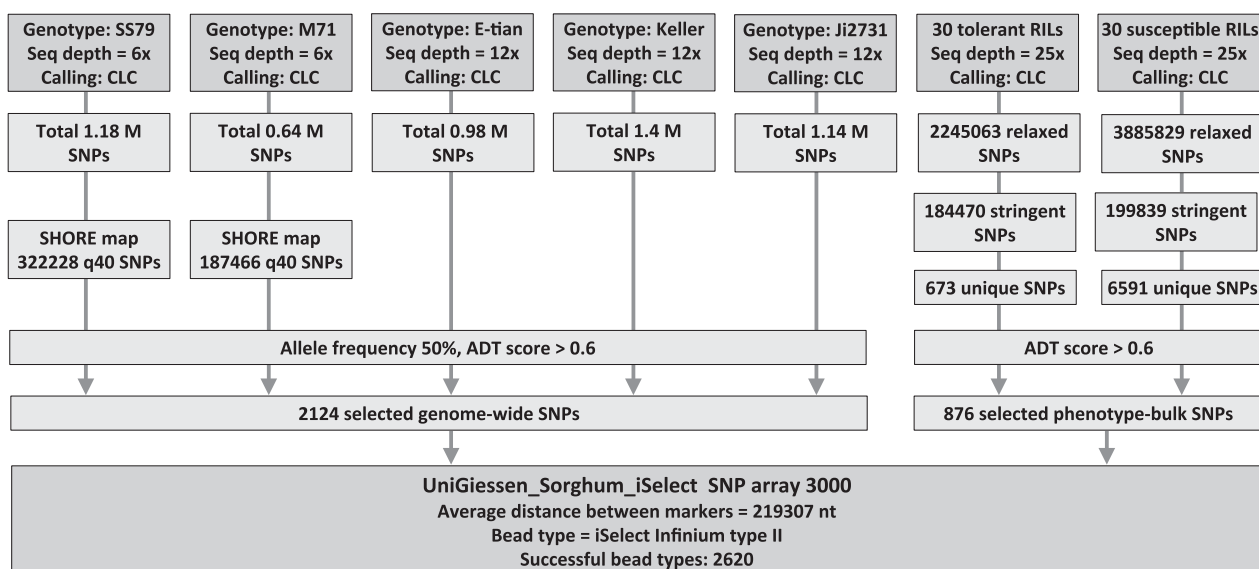 Genotype: SS79
Seq depth = 6x
Calling: CLC
Genotype: M71
Seq depth = 6x
Calling: CLC
Genotype: E-tian
Seq depth = 12x
Calling: CLC
Genotype: Keller
Seq depth = 12x
Calling: CLC
Genotype: Ji2731
Seq depth = 12x
Calling: CLC
30 tolerant RILs
Seq depth = 25x
Calling: CLC
30 susceptible RILs
Seq depth = 25x
Calling: CLC
Total 1.18 M
SNPs
Total 0.64 M
SNPs
Total 0.98 M
SNPs
Total 1.4 M
SNPs
Total 1.14 M
SNPs
2245063 relaxed
SNPs
3885829 relaxed
SNPs
184470 stringent
SNPs
199839 stringent
SNPs
SHORE map
322228 q40 SNPs
SHORE map
187466 q40 SNPs
673 unique SNPs
6591 unique SNPs
Allele frequency 50%, ADT score > 0.6
ADT score > 0.6
2124 selected genome-wide SNPs
876 selected phenotype-bulk SNPs
UniGiessen_Sorghum_iSelect SNP array 3000
Average distance between markers = 219307 nt
Bead type = iSelect Infinium type II
Successful bead types: 2620